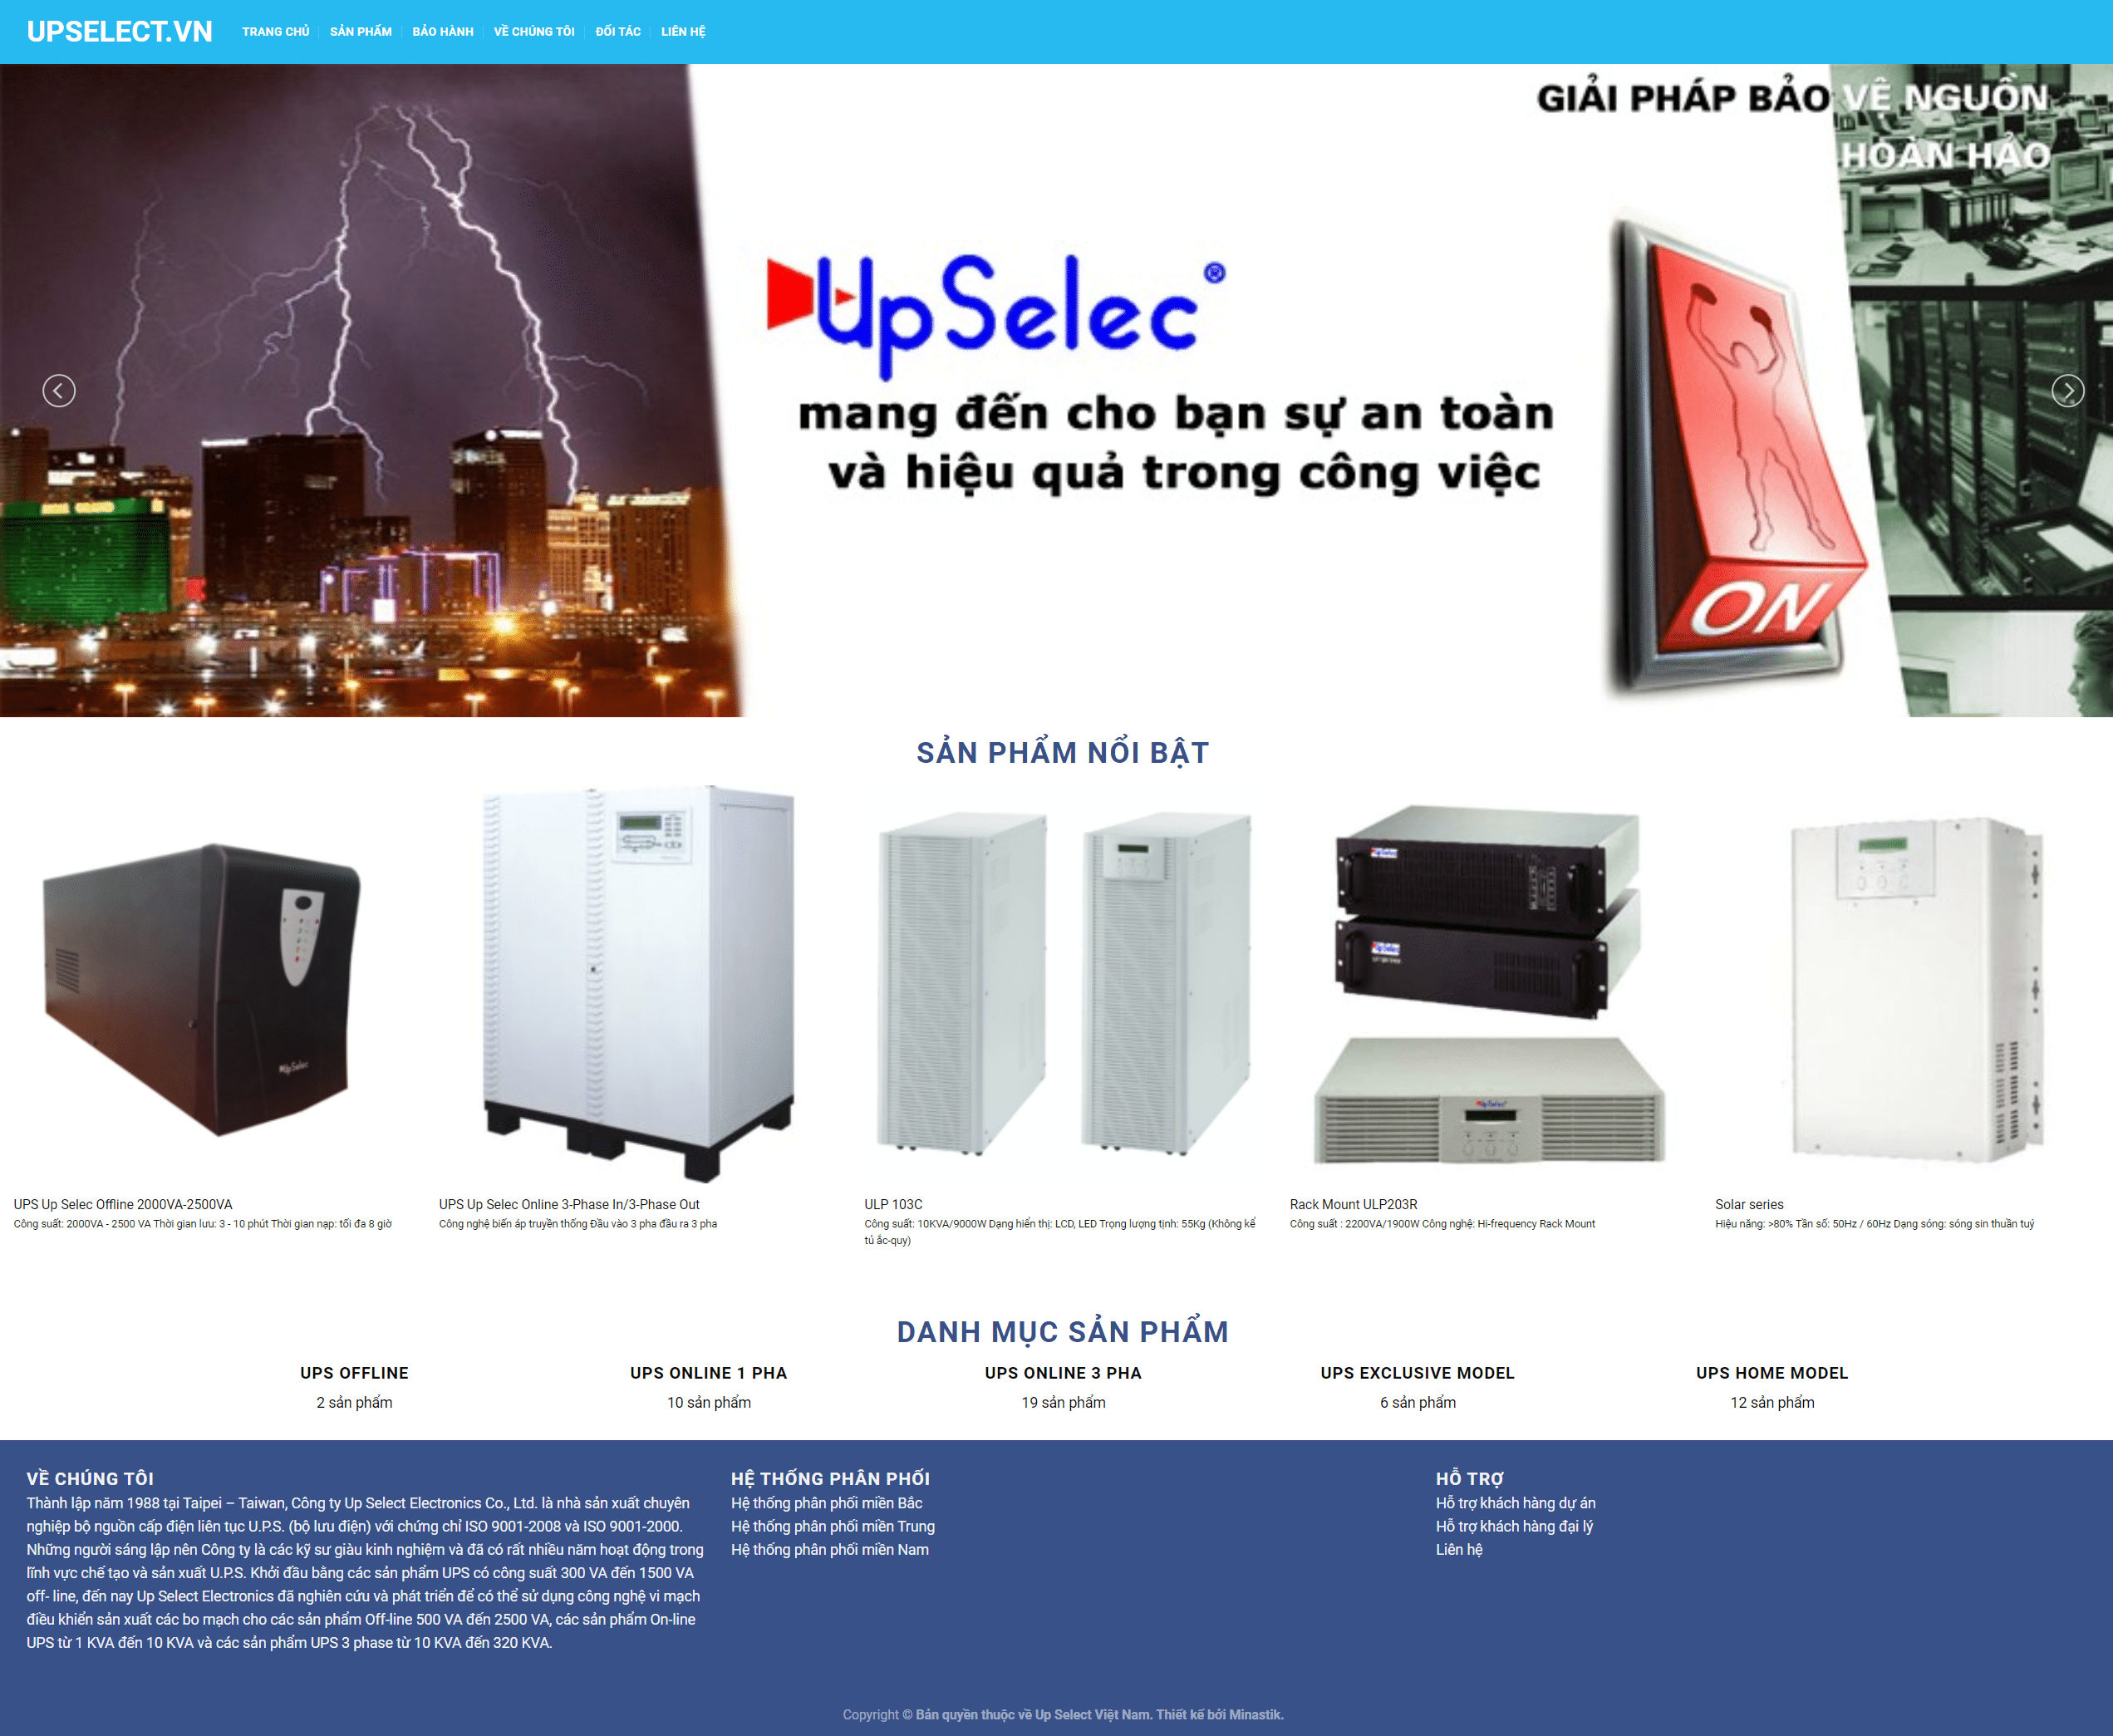 UPSELECT.VN
TRANG CHỦ
SẢN PHẨM
BẢO HÀNH
VỀ CHÚNG TÔI
ĐỐI TÁC
LIÊN HỆ
GIẢI PHÁP BẢO VỆ NGUỒN
HOÀN HẢO
UpSelec ®
mang đến cho bạn sự an toàn
và hiệu quả trong công việc
ON
SẢN PHẨM NỔI BẬT
UpSelec
UpSelec
UpSelec
UpSelec
UPS Up Selec Offline 2000VA-2500VA
Công suất: 2000VA - 2500 VA Thời gian lưu: 3 - 10 phút Thời gian nạp: tối đa 8 giờ
UPS Up Selec Online 3-Phase In/3-Phase Out
Công nghệ biến áp truyền thống Đầu vào 3 pha đầu ra 3 pha
ULP 103C
Công suất: 10KVA/9000W Dạng hiển thị: LCD, LED Trọng lượng tịnh: 55Kg (Không kể
tủ ắc-quy)
Rack Mount ULP203R
Công suất : 2200VA/1900W Công nghệ: Hi-frequency Rack Mount
Solar series
Hiệu năng: >80% Tần số: 50Hz / 60Hz Dạng sóng: sóng sin thuần tuý
DANH MỤC SẢN PHẨM
UPS OFFLINE
2 sản phẩm
UPS ONLINE 1 PHA
10 sản phẩm
UPS ONLINE 3 PHA
19 sản phẩm
UPS EXCLUSIVE MODEL
6 sản phẩm
UPS HOME MODEL
12 sản phẩm
VỀ CHÚNG TÔI
Thành lập năm 1988 tại Taipei – Taiwan, Công ty Up Select Electronics Co., Ltd. là nhà sản xuất chuyên
nghiệp bộ nguồn cấp điện liên tục U.P.S. (bộ lưu điện) với chứng chỉ ISO 9001-2008 và ISO 9001-2000.
Những người sáng lập nên Công ty là các kỹ sư giàu kinh nghiệm và đã có rất nhiều năm hoạt động trong
lĩnh vực chế tạo và sản xuất U.P.S. Khởi đầu bằng các sản phẩm UPS có công suất 300 VA đến 1500 VA
off- line, đến nay Up Select Electronics đã nghiên cứu và phát triển để có thể sử dụng công nghệ vi mạch
điều khiển sản xuất các bo mạch cho các sản phẩm Off-line 500 VA đến 2500 VA, các sản phẩm On-line
UPS từ 1 KVA đến 10 KVA và các sản phẩm UPS 3 phase từ 10 KVA đến 320 KVA.
HỆ THỐNG PHÂN PHỐI
Hệ thống phân phối miền Bắc
Hệ thống phân phối miền Trung
Hệ thống phân phối miền Nam
HỖ TRỢ
Hỗ trợ khách hàng dự án
Hỗ trợ khách hàng đại lý
Liên hệ
Copyright © Bản quyền thuộc về Up Select Việt Nam. Thiết kế bởi Minastik.